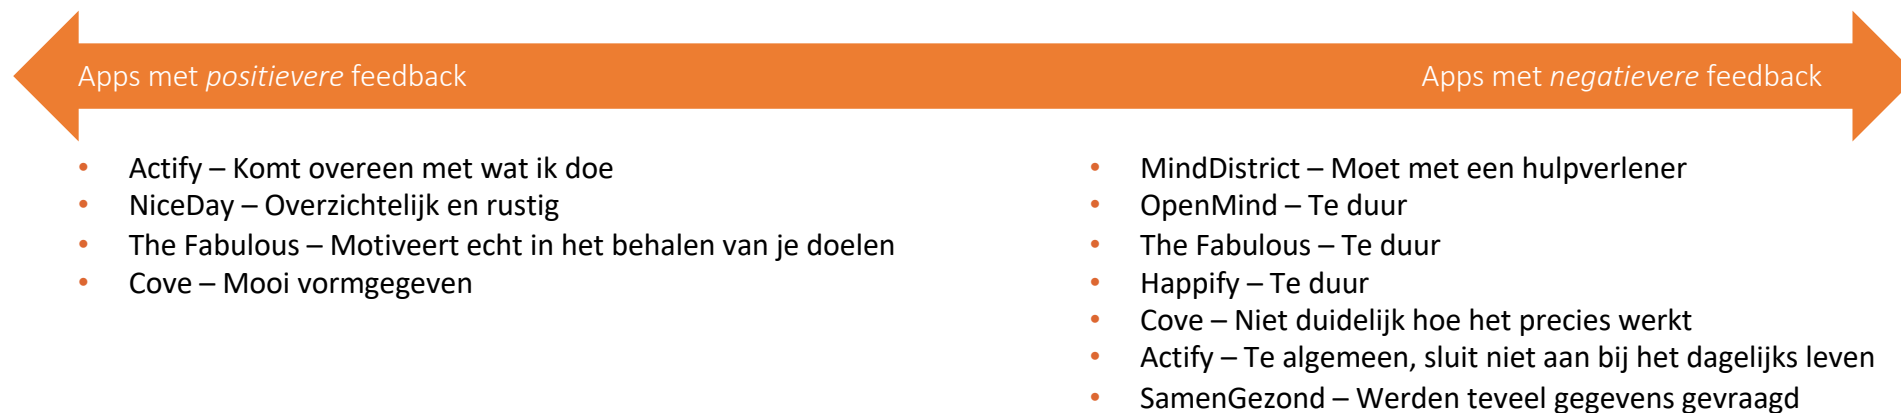 Apps met positievere feedback
Apps met negatievere feedback
• Actify – Komt overeen met wat ik doe
• NiceDay – Overzichtelijk en rustig
• The Fabulous – Motiveert echt in het behalen van je doelen
• Cove – Mooi vormgegeven
• MindDistrict – Moet met een hulpverlener
• OpenMind – Te duur
• The Fabulous – Te duur
• Happify – Te duur
• Cove – Niet duidelijk hoe het precies werkt
• Actify – Te algemeen, sluit niet aan bij het dagelijks leven
• SamenGezond – Werden teveel gegevens gevraagd